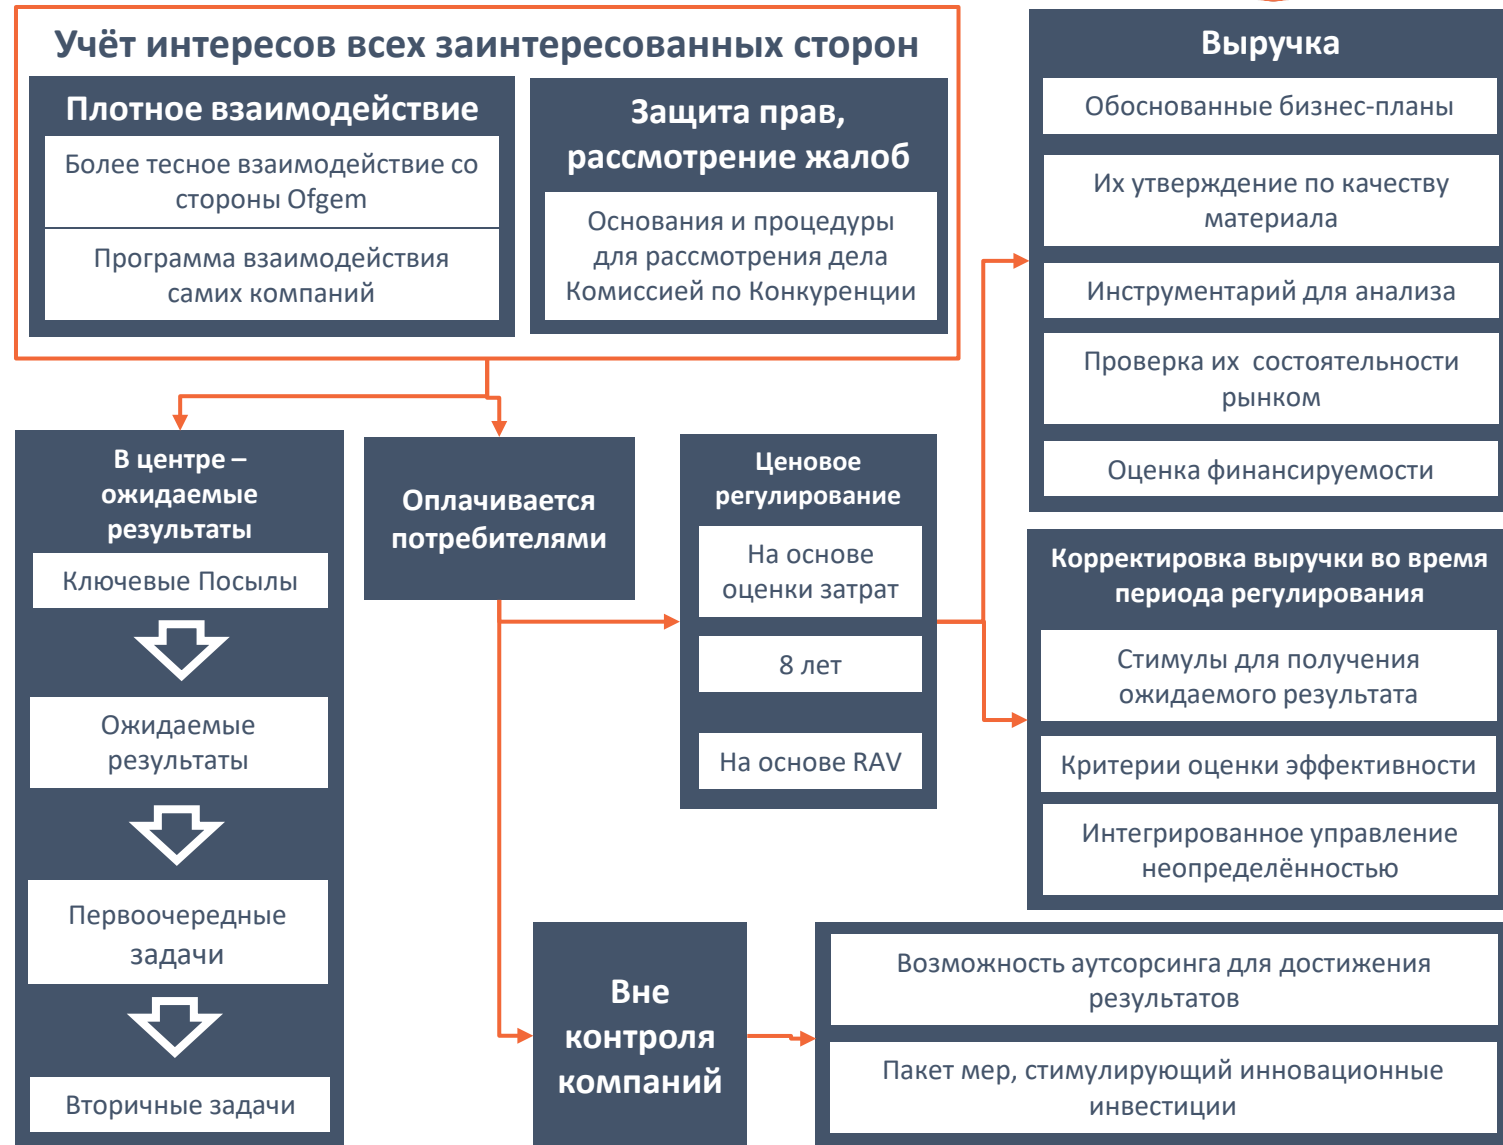 Учёт интересов всех заинтересованных сторон
Плотное взаимодействие
Более тесное взаимодействие со
стороны Ofgem
Программа взаимодействия
самих компаний
Защита прав,
рассмотрение жалоб
Основания и процедуры
для рассмотрения дела
Комиссией по Конкуренции
В центре –
ожидаемые
результаты
Ключевые Посылы
Ожидаемые
результаты
Первоочередные
задачи
Вторичные задачи
Оплачивается
потребителями
Ценовое
регулирование
На основе
оценки затрат
8 лет
На основе RAV
Выручка
Обоснованные бизнес-планы
Их утверждение по качеству
материала
Инструментарий для анализа
Проверка их состоятельности
рынком
Оценка финансируемости
Корректировка выручки во время
периода регулирования
Стимулы для получения
ожидаемого результата
Критерии оценки эффективности
Интегрированное управление
неопределённостью
Вне
контроля
компаний
Возможность аутсорсинга для достижения
результатов
Пакет мер, стимулирующий инновационные
инвестиции